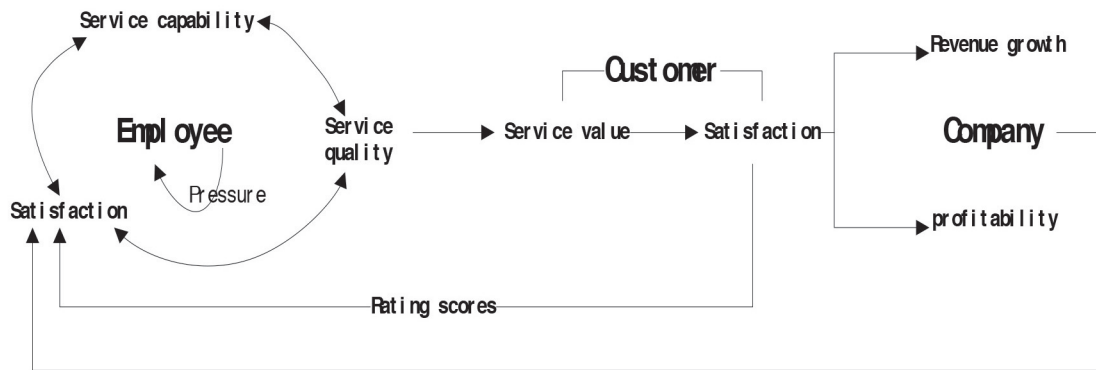 Service capability
Customer
Revenue growth
Employee
Service
quality
Service value
Satisfaction
Company
Pressure
Satisfaction
profitability
Rating scores